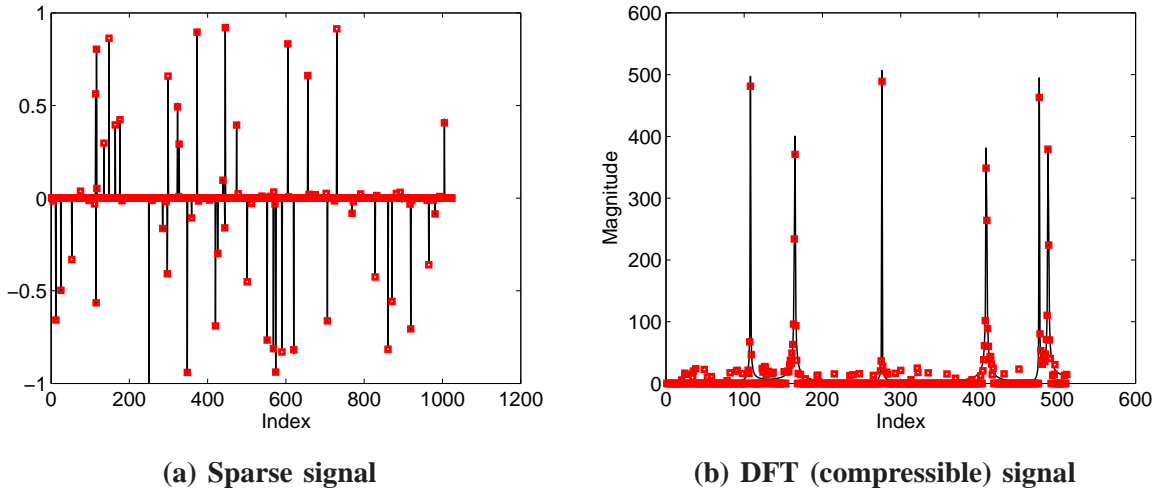 1
0.5
0
−0.5
−1
0 200 400 600 800 1000 1200
Index
(a) Sparse signal
600
500
400
300
200
100
0
Magnitude
0 100 200 300 400 500 600
Index
(b) DFT (compressible) signal